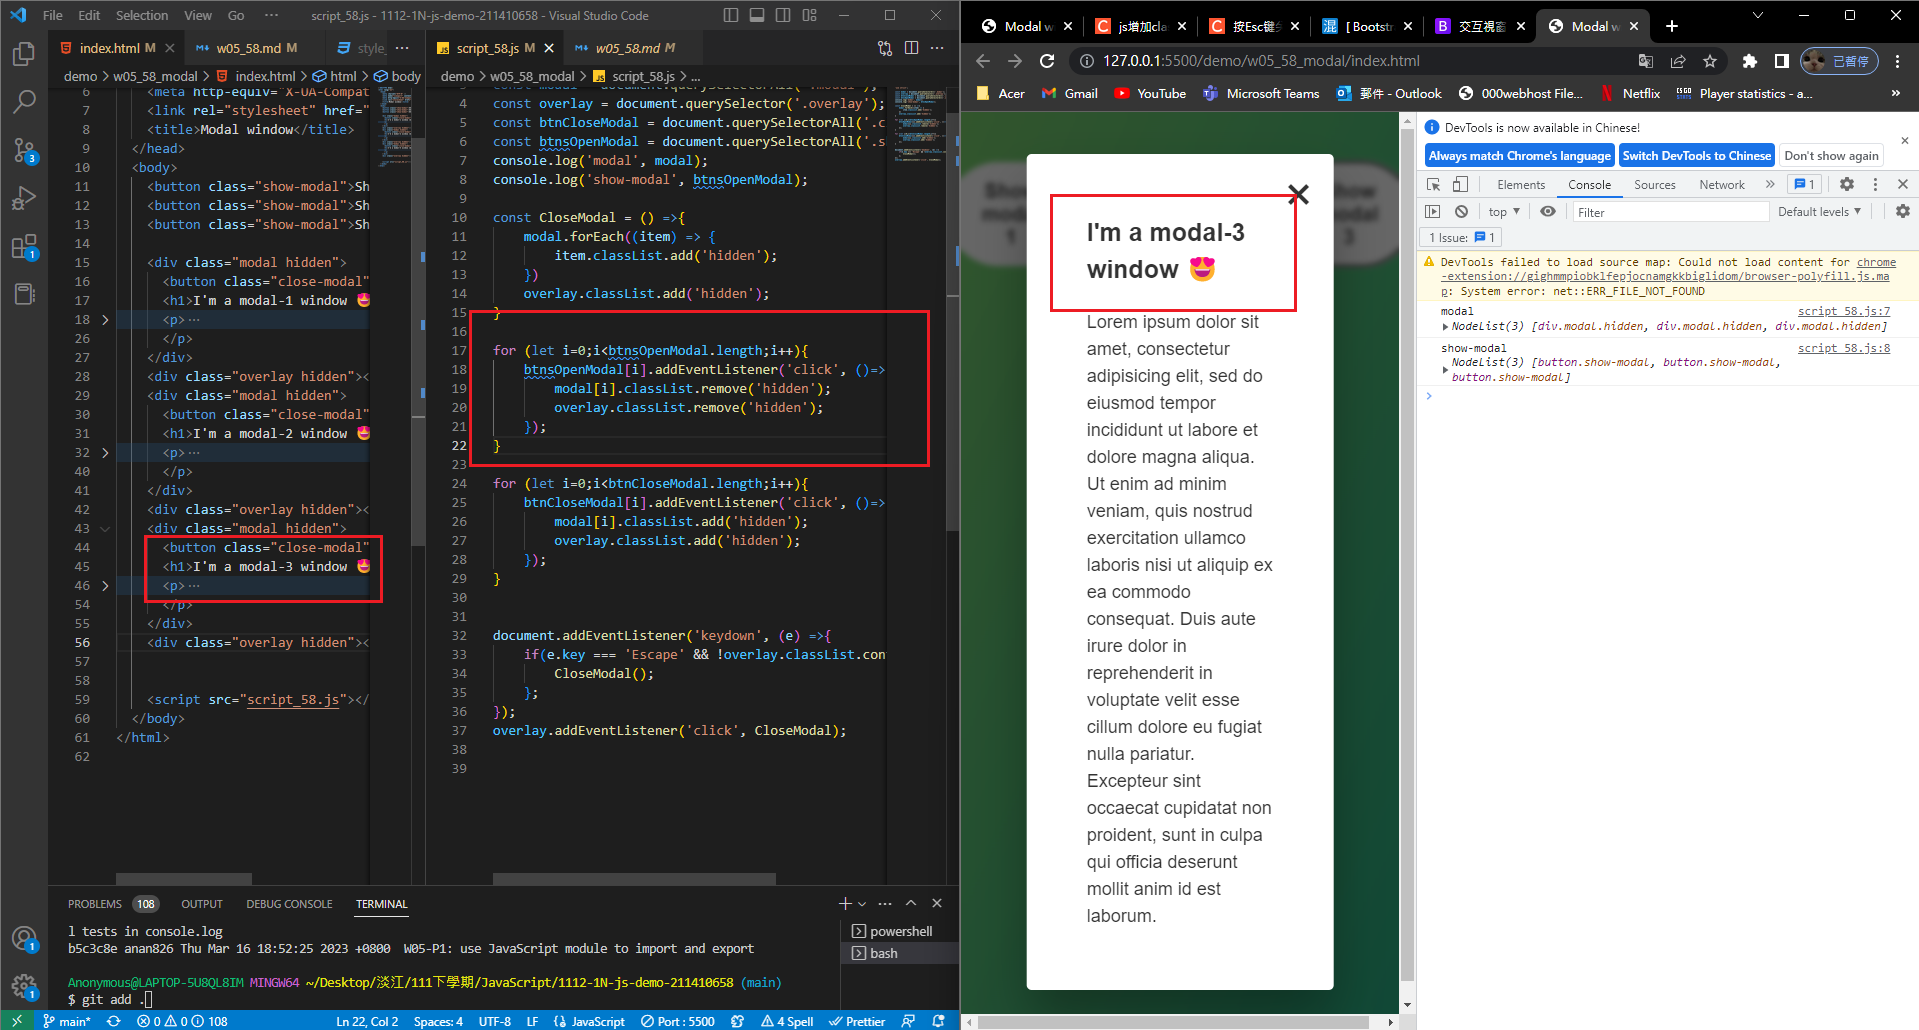 File Edit Selection View Go ··· script_58.js - 1112-1N-js-demo-211410658 - Visual Studio Code
index.html M
w05_58.md M
style_
···
demo > w05_58_modal > index.html > html > body
6 <meta http-equiv="X-UA-Compat
7 <link rel="stylesheet" href="
8 <title>Modal window</title>
9 </head>
10 <body>
11 <button class="show-modal">Sh
12 <button class="show-modal">Sh
13 <button class="show-modal">Sh
14
15 <div class="modal hidden">
16 <button class="close-modal"
17 <h1>I'm a modal-1 window 😍
18 <p>···
26 </p>
27 </div>
28 <div class="overlay hidden"><
29 <div class="modal hidden">
30 <button class="close-modal"
31 <h1>I'm a modal-2 window 😍
32 <p>···
40 </p>
41 </div>
42 <div class="overlay hidden"><
43 <div class="modal hidden">
44 <button class="close-modal"
45 <h1>I'm a modal-3 window 😍
46 <p>···
54 </p>
55 </div>
56 <div class="overlay hidden"><
57
58
59 <script src="script_58.js"></
60 </body>
61 </html>
62
script_58.js M
w05_58.md M
···
demo > w05_58_modal > script_58.js > ...
4 const overlay = document.querySelector('.overlay');
5 const btnCloseModal = document.querySelectorAll('.c
6 const btnsOpenModal = document.querySelectorAll('.s
7 console.log('modal', modal);
8 console.log('show-modal', btnsOpenModal);
9
10 const CloseModal = () =>{
11 modal.forEach((item) => {
12 item.classList.add('hidden');
13 })
14 overlay.classList.add('hidden');
15 }
16
17 for (let i=0;i<btnsOpenModal.length;i++){
18 btnsOpenModal[i].addEventListener('click', ()=>
19 modal[i].classList.remove('hidden');
20 overlay.classList.remove('hidden');
21 });
22 }
23
24 for (let i=0;i<btnCloseModal.length;i++){
25 btnCloseModal[i].addEventListener('click', ()=>
26 modal[i].classList.add('hidden');
27 overlay.classList.add('hidden');
28 });
29 }
30
31
32 document.addEventListener('keydown', (e) =>{
33 if(e.key === 'Escape' && !overlay.classList.con
34 CloseModal();
35 };
36 });
37 overlay.addEventListener('click', CloseModal);
38
39
PROBLEMS 108 OUTPUT DEBUG CONSOLE TERMINAL
l tests in console.log
b5c3c8e anan826 Thu Mar 16 18:52:25 2023 +0800 W05-P1: use JavaScript module to import and export
Anonymous@LAPTOP-5U8QL8IM MINGW64 ~/Desktop/淡江/111下學期/JavaScript/1112-1N-js-demo-211410658 (main)
$ git add .
powershell
bash
3
1
1
1
main* 0 0 108 Ln 22, Col 2 Spaces: 4 UTF-8 LF JavaScript Port : 5500 4 Spell Prettier
Modal w
js增加cla
[ Bootstr
交互視窗
Modal w
127.0.0.1:5500/demo/w05_58_modal/index.html
已暫停
Acer Gmail YouTube Microsoft Teams 郵件 - Outlook 000webhost File... Netflix Player statistics - a... »
I'm a modal-3
window 😍
Lorem ipsum dolor sit
amet, consectetur
adipisicing elit, sed do
eiusmod tempor
incididunt ut labore et
dolore magna aliqua.
Ut enim ad minim
veniam, quis nostrud
exercitation ullamco
laboris nisi ut aliquip ex
ea commodo
consequat. Duis aute
irure dolor in
reprehenderit in
voluptate velit esse
cillum dolore eu fugiat
nulla pariatur.
Excepteur sint
occaecat cupidatat non
proident, sunt in culpa
qui officia deserunt
mollit anim id est
laborum.
DevTools is now available in Chinese!
Always match Chrome's language
Switch DevTools to Chinese
Don't show again
Elements Console Sources Network » 1
top Filter Default levels
1 Issue: 1
DevTools failed to load source map: Could not load content for chrome
-extension://gighmmpiobklfepjocnamgkkbiglidom/browser-polyfill.js.ma
p: System error: net::ERR_FILE_NOT_FOUND
modal script_58.js:7
NodeList(3) [div.modal.hidden, div.modal.hidden, div.modal.hidden]
show-modal script_58.js:8
NodeList(3) [button.show-modal, button.show-modal,
button.show-modal]